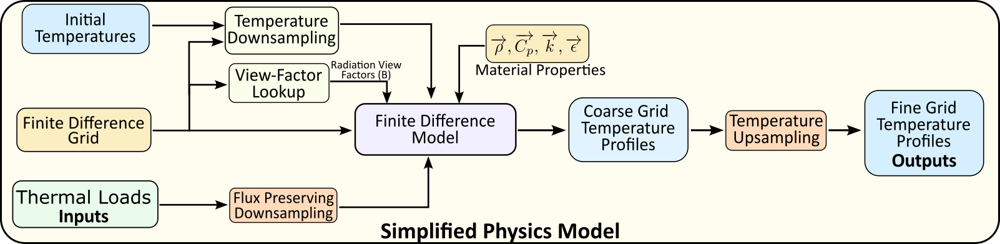 Initial
Temperatures
Temperature
Downsampling
View-Factor
Lookup
Radiation View
Factors (B)
ρ⃗, C⃗ₚ, k⃗, ϵ⃗
Material Properties
Finite Difference
Grid
Finite Difference
Model
Coarse Grid
Temperature
Profiles
Temperature
Upsampling
Fine Grid
Temperature
Profiles
Outputs
Thermal Loads
Inputs
Flux Preserving
Downsampling
Simplified Physics Model